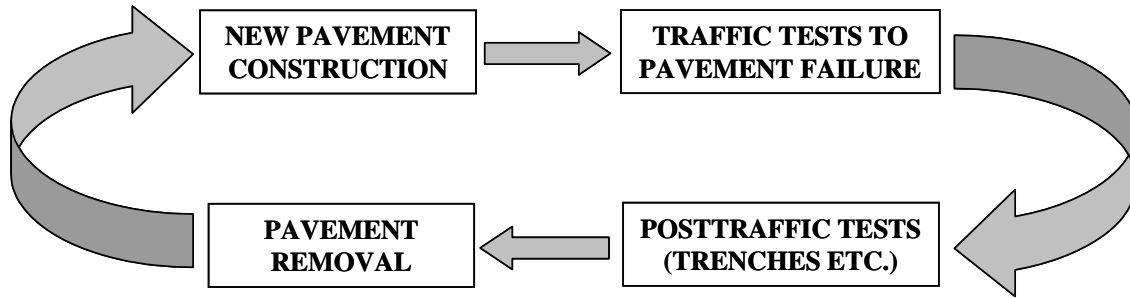 NEW PAVEMENT
CONSTRUCTION
TRAFFIC TESTS TO
PAVEMENT FAILURE
POSTTRAFFIC TESTS
(TRENCHES ETC.)
PAVEMENT
REMOVAL